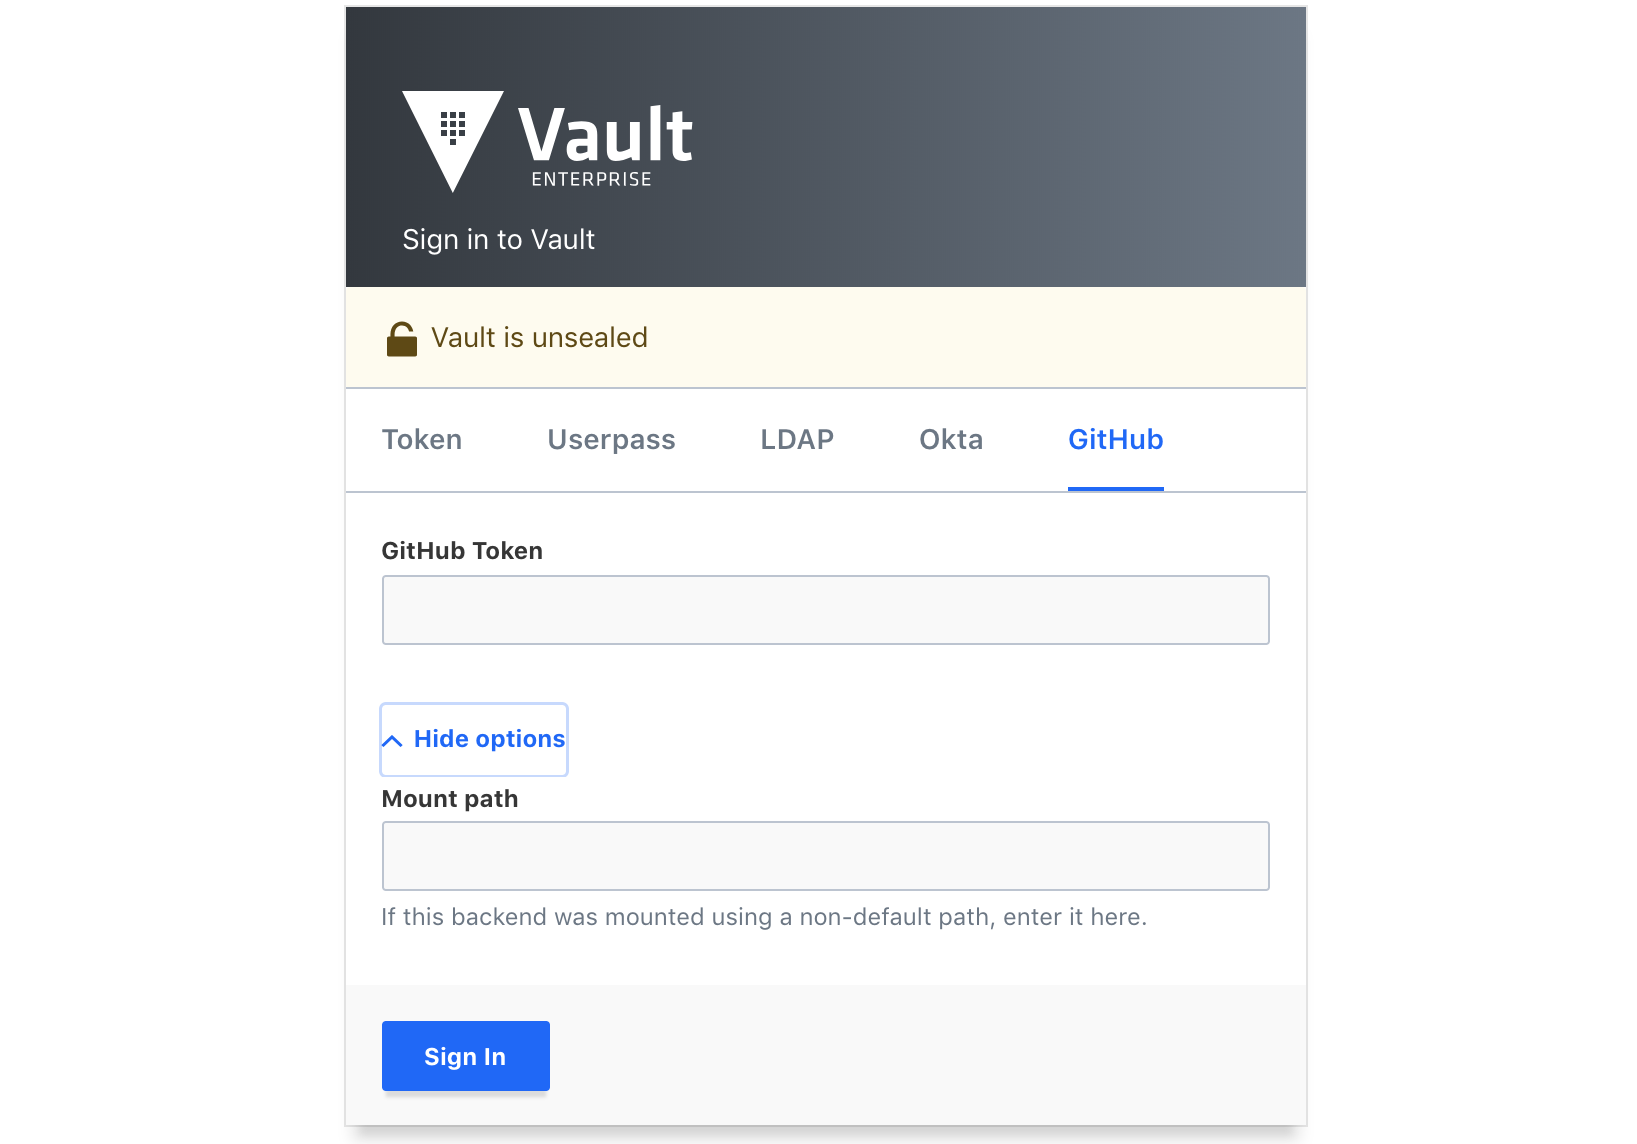 Vault
ENTERPRISE
Sign in to Vault
Vault is unsealed
Token Userpass LDAP Okta GitHub
GitHub Token
Hide options
Mount path
If this backend was mounted using a non-default path, enter it here.
Sign In